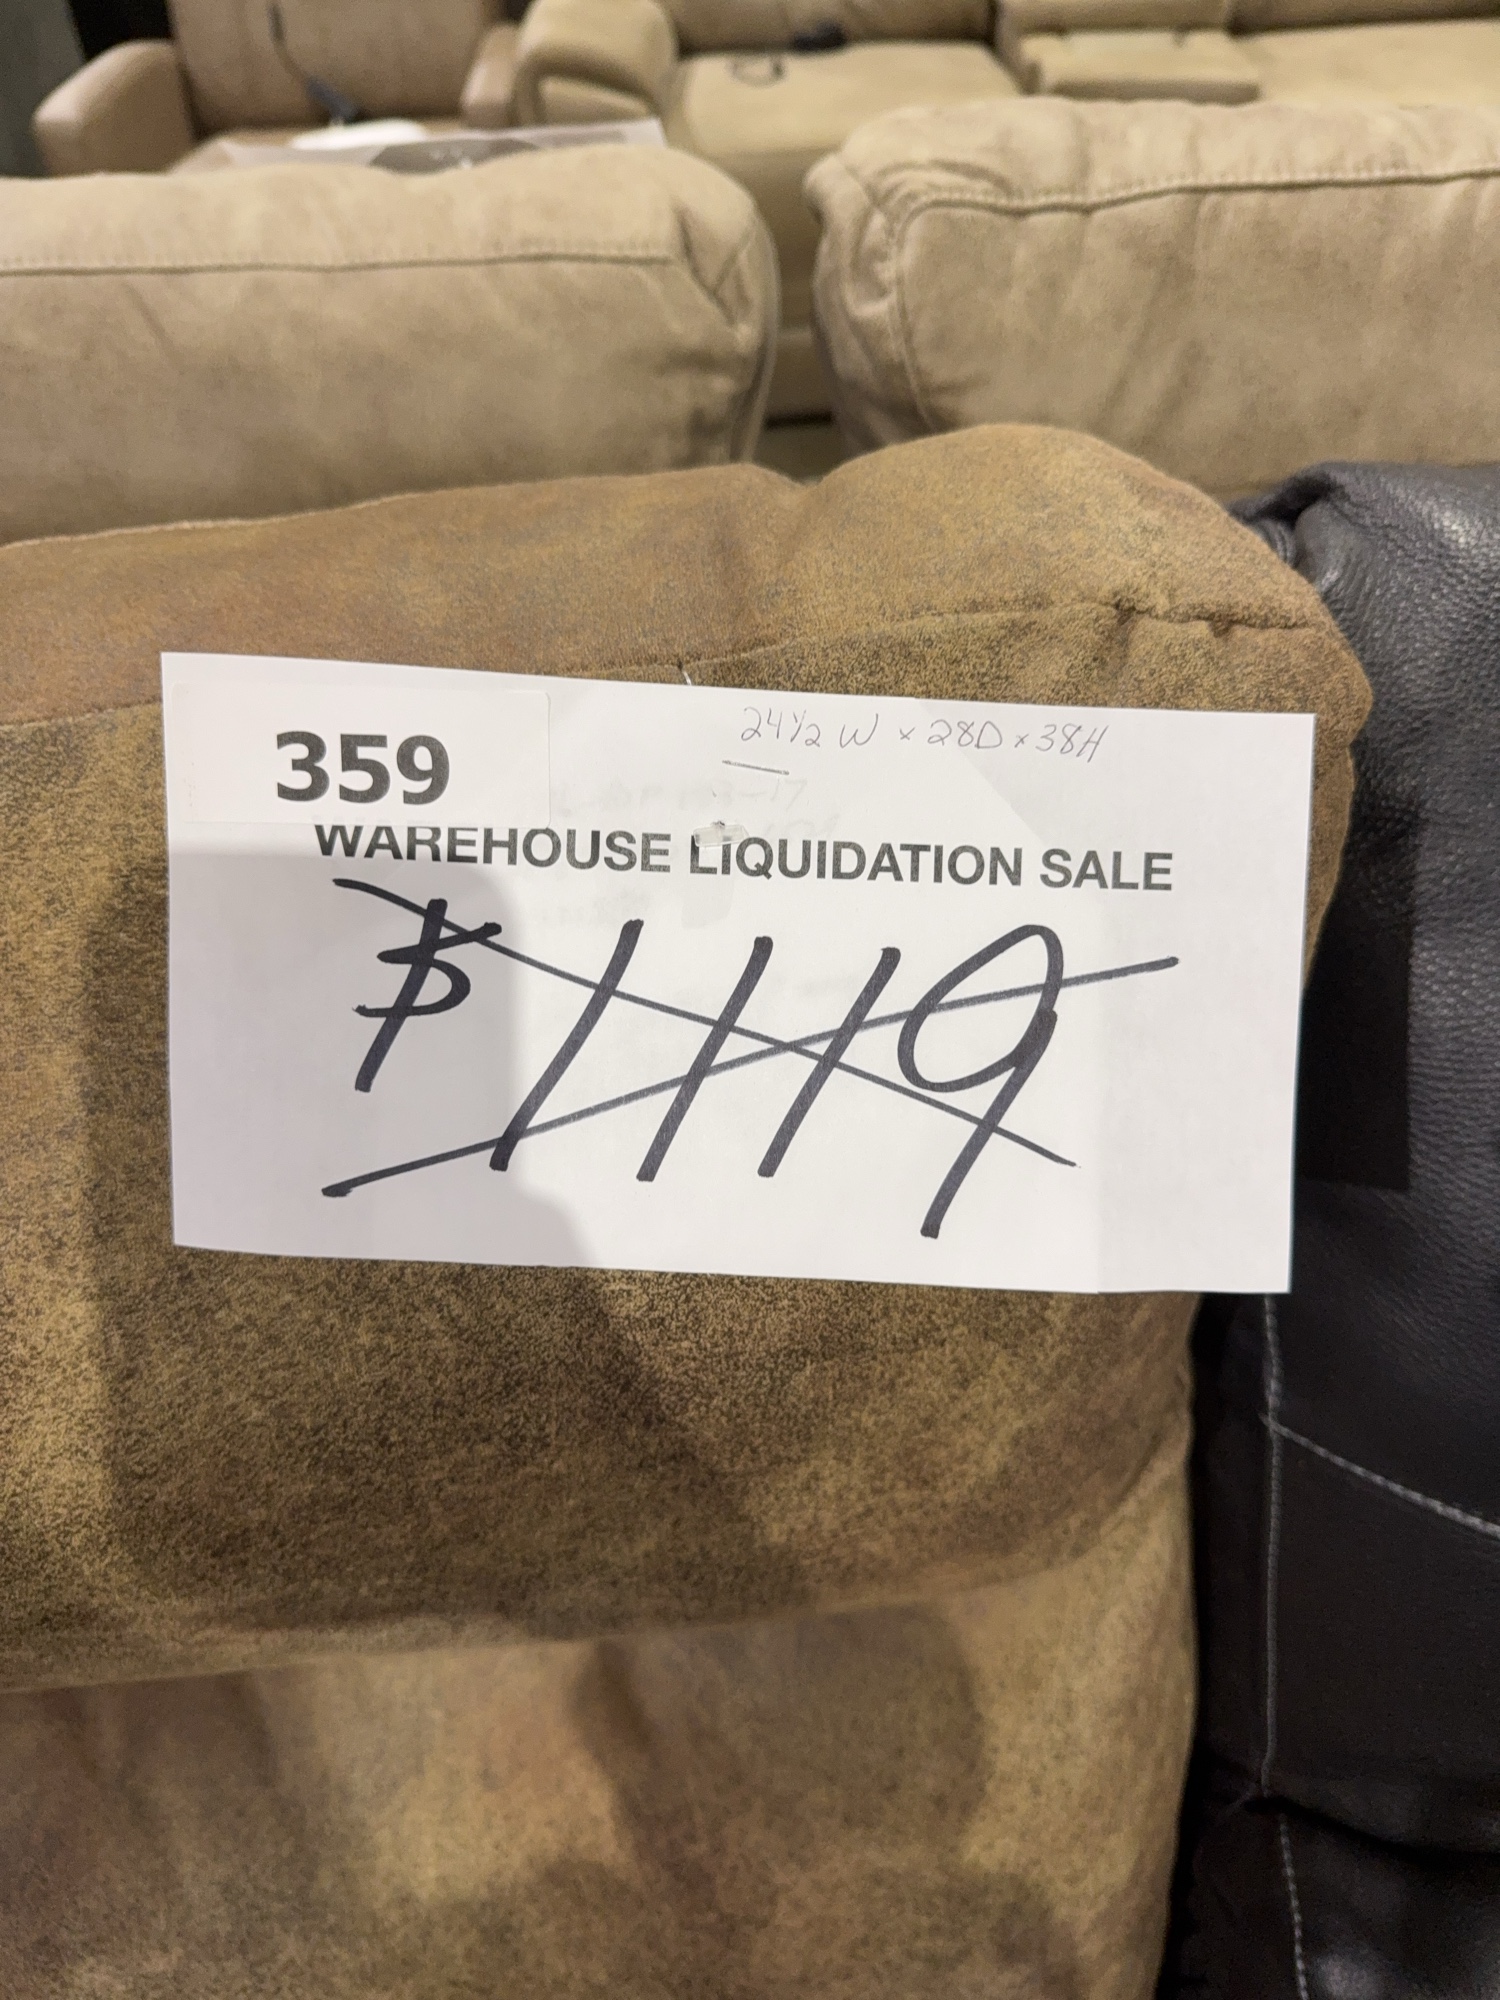 359
24½ W × 28D × 38H
WAREHOUSE LIQUIDATION SALE
$1119